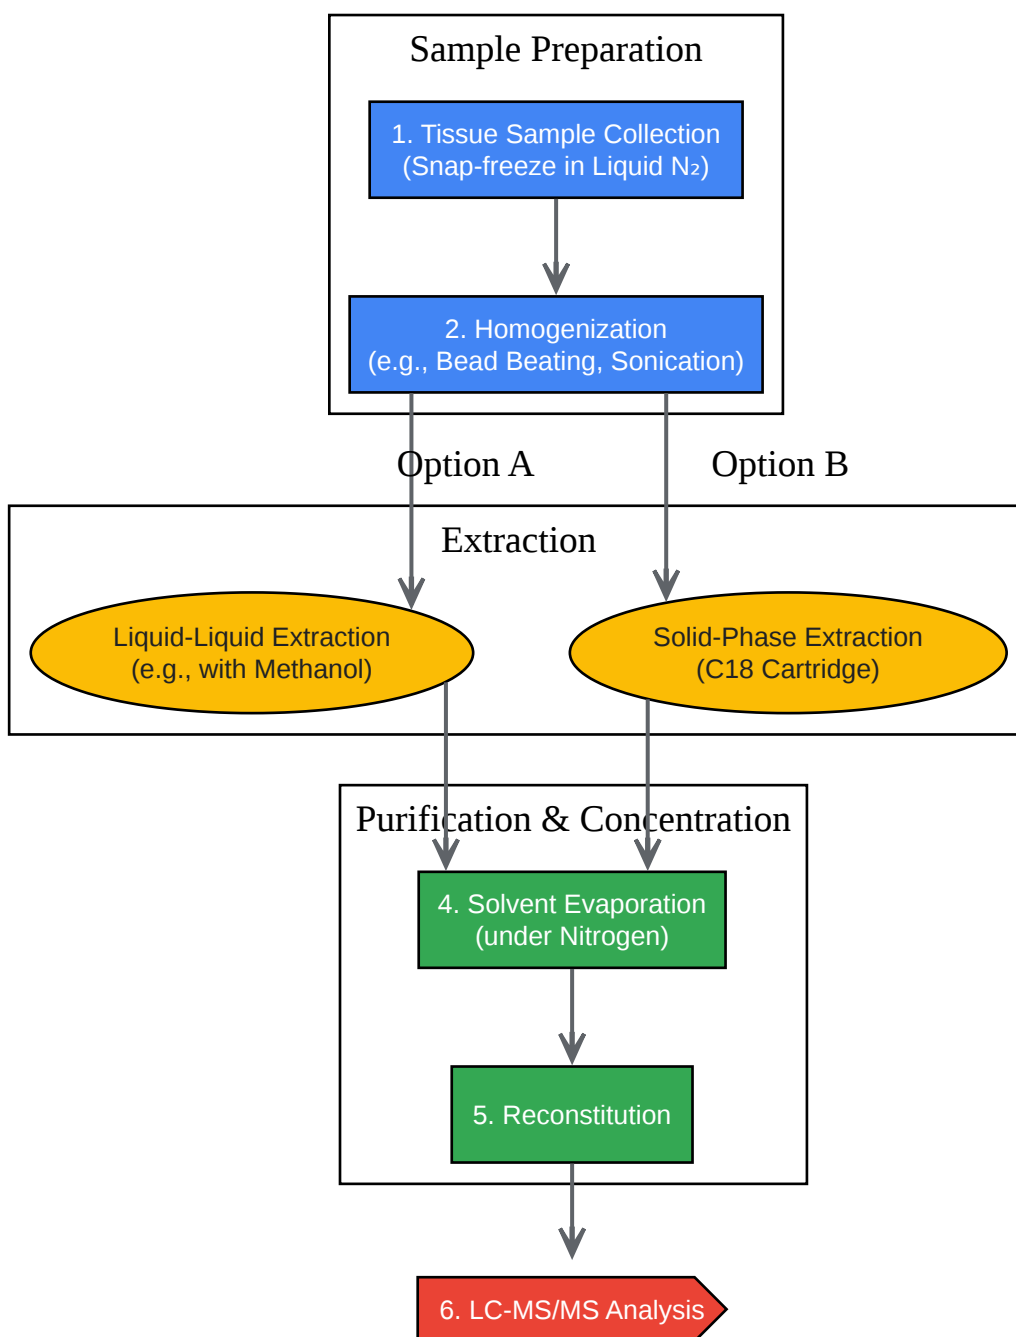 Sample Preparation
1. Tissue Sample Collection
(Snap-freeze in Liquid N₂)
2. Homogenization
(e.g., Bead Beating, Sonication)
Option A
Option B
Extraction
Liquid-Liquid Extraction
(e.g., with Methanol)
Solid-Phase Extraction
(C18 Cartridge)
Purification & Concentration
4. Solvent Evaporation
(under Nitrogen)
5. Reconstitution
6. LC-MS/MS Analysis